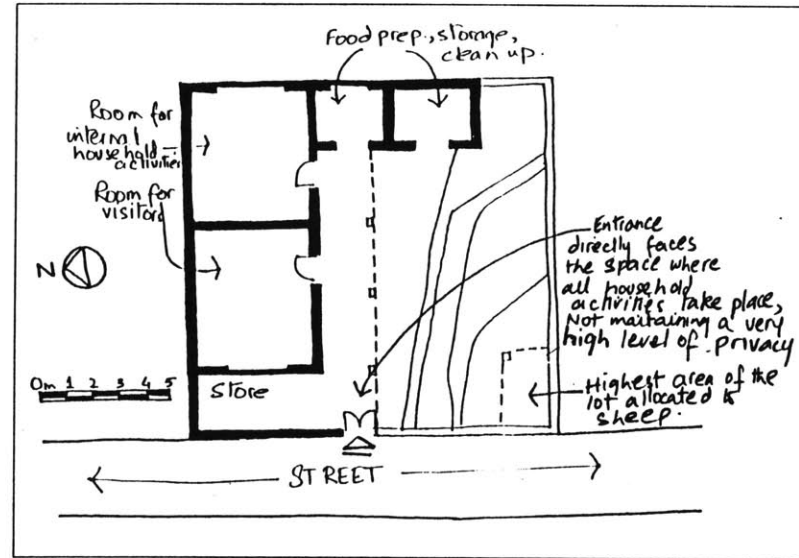 Food prep., storage,
clean up.
Room for
internal
household
activities
Room for
visitors
N
Entrance
directly faces
the space where
all household
activities take place,
Not maintaining a very
high level of privacy
0m 1 2 3 4 5
Store
Highest area of the
lot allocated to
sheep.
STREET